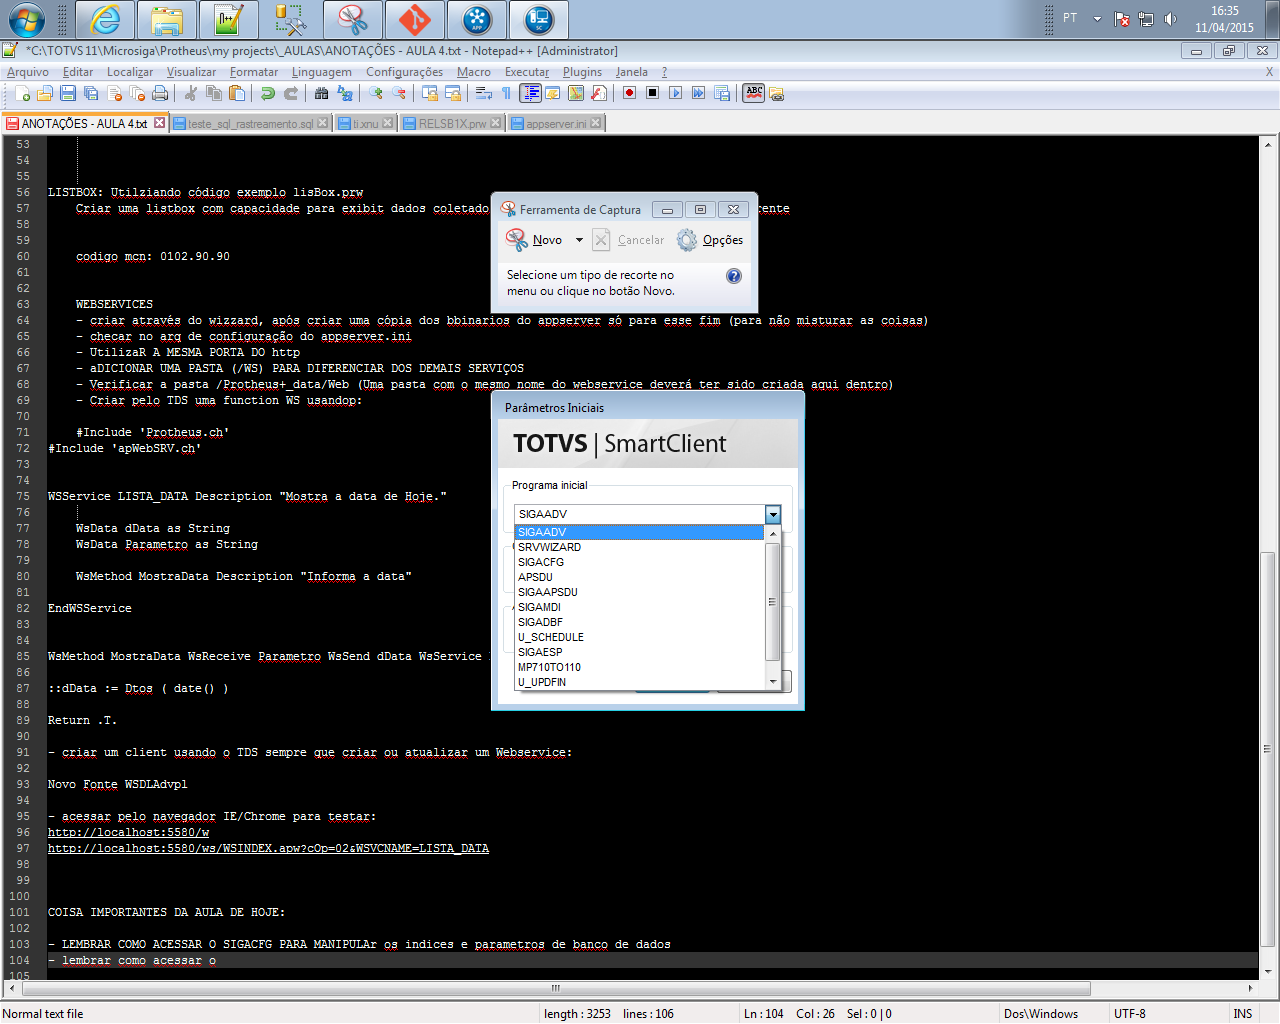 PT
16:35
11/04/2015
*C:\TOTVS 11\Microsiga\Protheus\my projects\_AULAS\ANOTAÇÕES - AULA 4.txt - Notepad++ [Administrator]
Arquivo Editar Localizar Visualizar Formatar Linguagem Configurações Macro Executar Plugins Janela ? X
ANOTAÇÕES - AULA 4.txt teste_sql_rastreamento.sql ti.xnu RELSB1X.prw appserver.ini
53
54
55
56 LISTBOX: Utilziando código exemplo lisBox.prw
57 Criar uma listbox com capacidade para exibit dados coletado rente
58
59
60 codigo mcn: 0102.90.90
61
62
63 WEBSERVICES
64 - criar através do wizzard, após criar uma cópia dos bbinarios do appserver só para esse fim (para não misturar as coisas)
65 - checar no arq de configuração do appserver.ini
66 - UtilizaR A MESMA PORTA DO http
67 - aDICIONAR UMA PASTA (/WS) PARA DIFERENCIAR DOS DEMAIS SERVIÇOS
68 - Verificar a pasta /Protheus+_data/Web (Uma pasta com o mesmo nome do webservice deverá ter sido criada aqui dentro)
69 - Criar pelo TDS uma function WS usandop:
70
71 #Include 'Protheus.ch'
72 #Include 'apWebSRV.ch'
73
74
75 WSService LISTA_DATA Description "Mostra a data de Hoje."
76
77 WsData dData as String
78 WsData Parametro as String
79
80 WsMethod MostraData Description "Informa a data"
81
82 EndWSService
83
84
85 WsMethod MostraData WsReceive Parametro WsSend dData WsService
86
87 ::dData := Dtos ( date() )
88
89 Return .T.
90
91 - criar um client usando o TDS sempre que criar ou atualizar um Webservice:
92
93 Novo Fonte WSDLAdvpl
94
95 - acessar pelo navegador IE/Chrome para testar:
96 http://localhost:5580/w
97 http://localhost:5580/ws/WSINDEX.apw?cOp=02&WSVCNAME=LISTA_DATA
98
99
100
101 COISA IMPORTANTES DA AULA DE HOJE:
102
103 - LEMBRAR COMO ACESSAR O SIGACFG PARA MANIPULAr os indices e parametros de banco de dados
104 - lembrar como acessar o
105
Ferramenta de Captura
Novo Cancelar Opções
Selecione um tipo de recorte no
menu ou clique no botão Novo.
Parâmetros Iniciais
TOTVS | SmartClient
Programa inicial
SIGAADV
SIGAADV
SRVWIZARD
SIGACFG
APSDU
SIGAAPSDU
SIGAMDI
SIGADBF
U_SCHEDULE
SIGAESP
MP710TO110
U_UPDFIN
Normal text file length : 3253 lines : 106 Ln : 104 Col : 26 Sel : 0 | 0 Dos\Windows UTF-8 INS